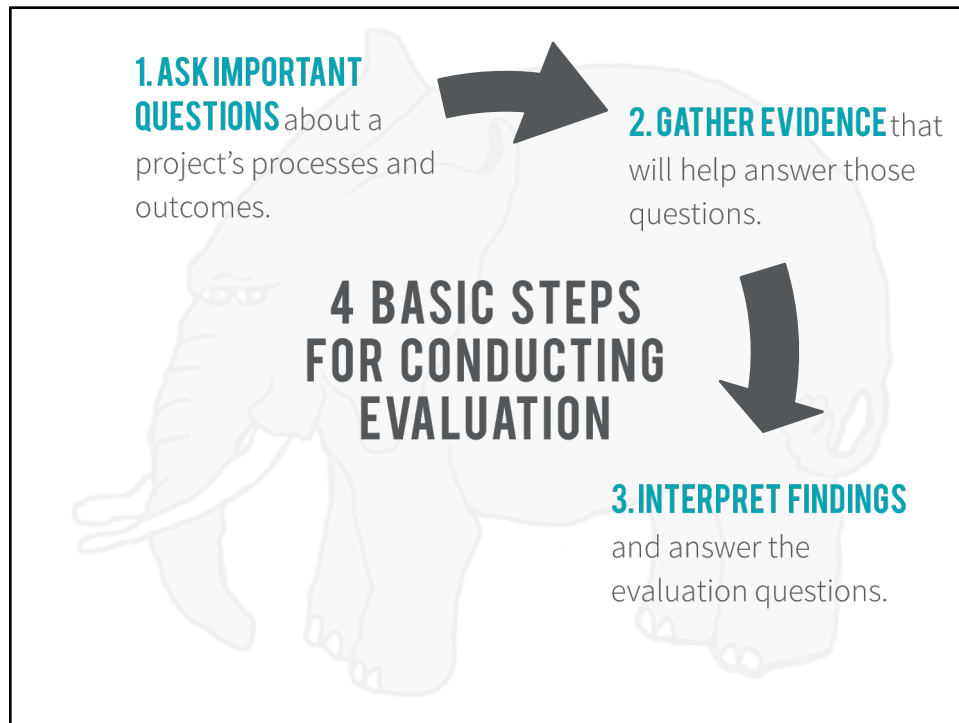 1. ASK IMPORTANT
QUESTIONS about a
project's processes and
outcomes.
2. GATHER EVIDENCE that
will help answer those
questions.
4 BASIC STEPS
FOR CONDUCTING
EVALUATION
3. INTERPRET FINDINGS
and answer the
evaluation questions.